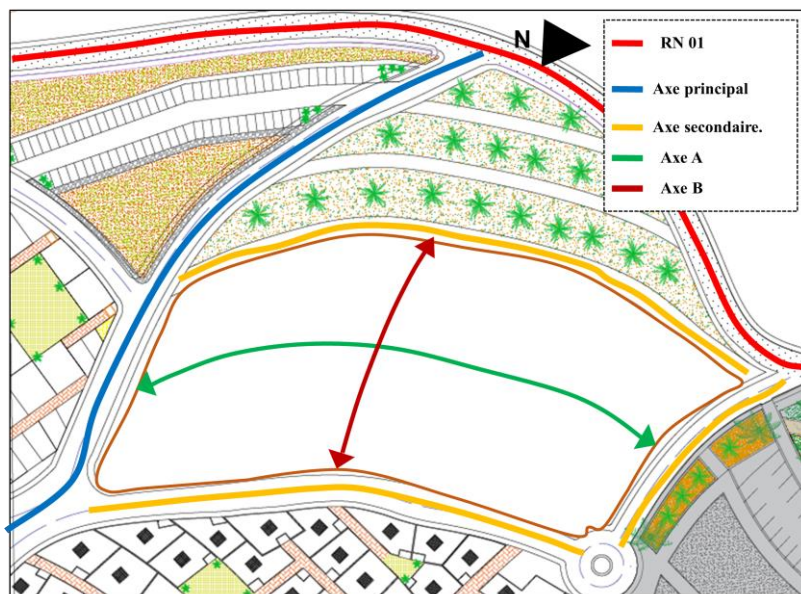 N
RN 01
Axe principal
Axe secondaire.
Axe A
Axe B